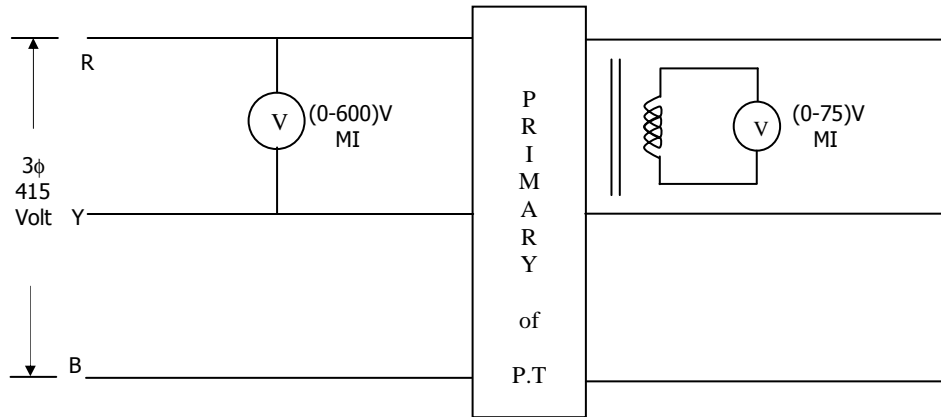 R
3ϕ
415
Volt
Y
B
V
(0-600)V
MI
P
R
I
M
A
R
Y
of
P.T
V
(0-75)V
MI